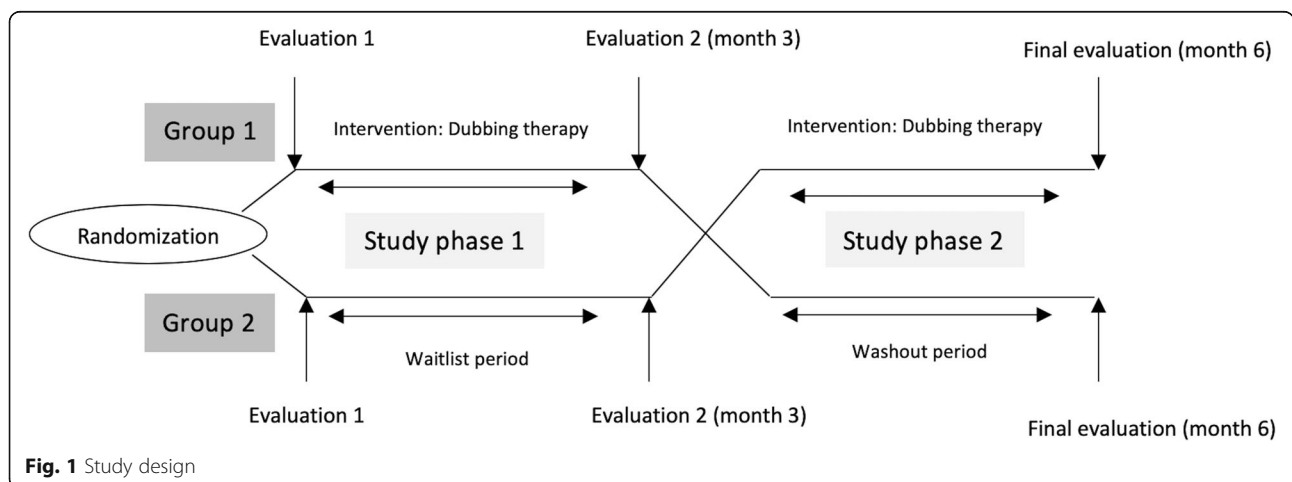 Evaluation 1
Evaluation 2 (month 3)
Final evaluation (month 6)
Group 1
Intervention: Dubbing therapy
Intervention: Dubbing therapy
Randomization
Study phase 1
Study phase 2
Group 2
Waitlist period
Washout period
Evaluation 1
Evaluation 2 (month 3)
Final evaluation (month 6)
Fig. 1 Study design